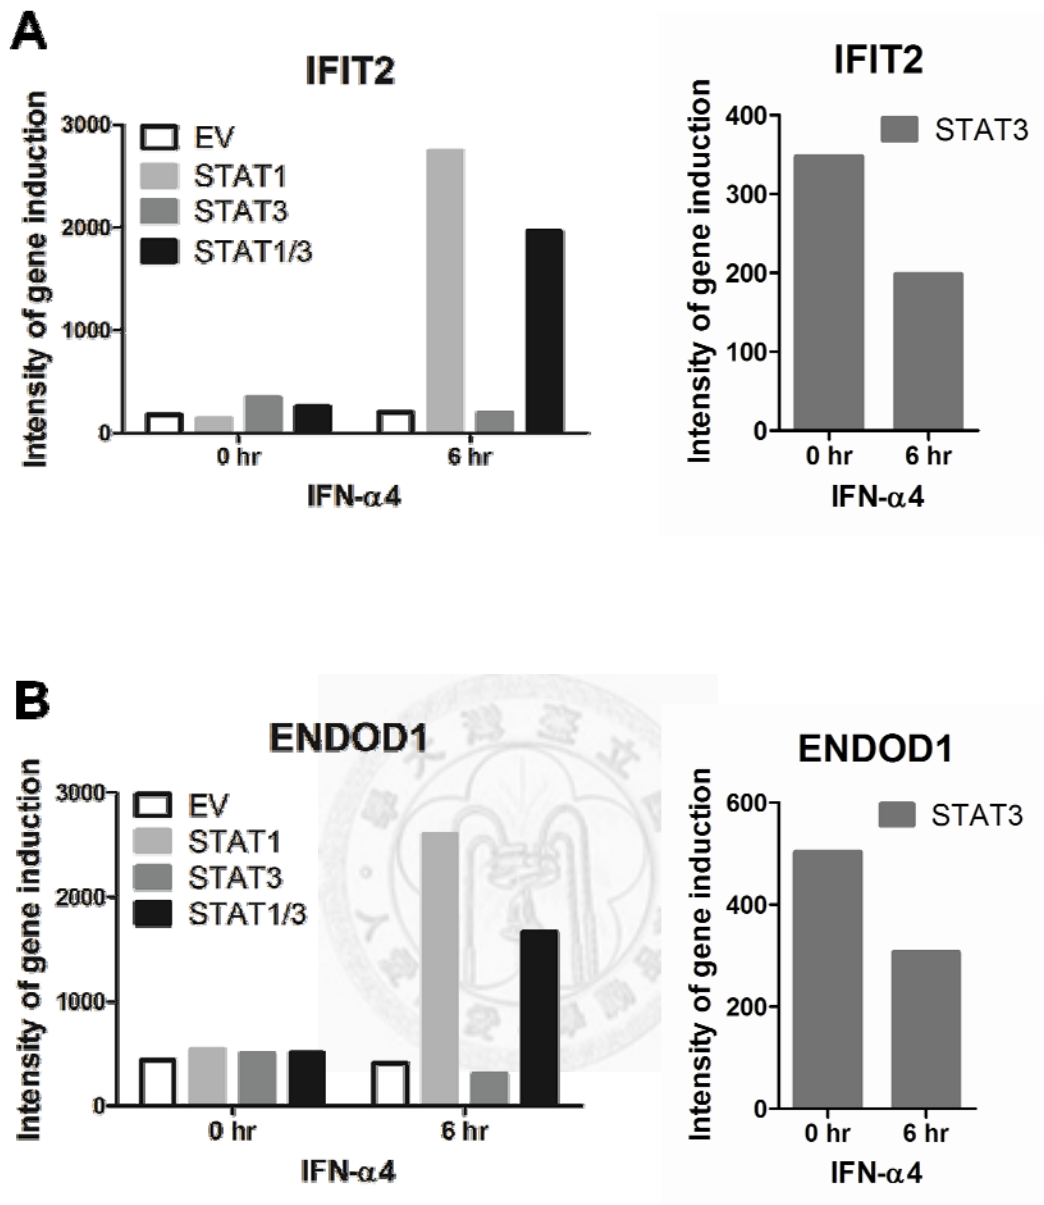 A
IFIT2
Intensity of gene induction
3000
2000
1000
0
EV
STAT1
STAT3
STAT1/3
0 hr
6 hr
IFN-α4
IFIT2
Intensity of gene induction
400
300
200
100
0
STAT3
0 hr
6 hr
IFN-α4
B
ENDOD1
Intensity of gene induction
3000
2000
1000
0
EV
STAT1
STAT3
STAT1/3
0 hr
6 hr
IFN-α4
ENDOD1
Intensity of gene induction
600
400
200
0
STAT3
0 hr
6 hr
IFN-α4